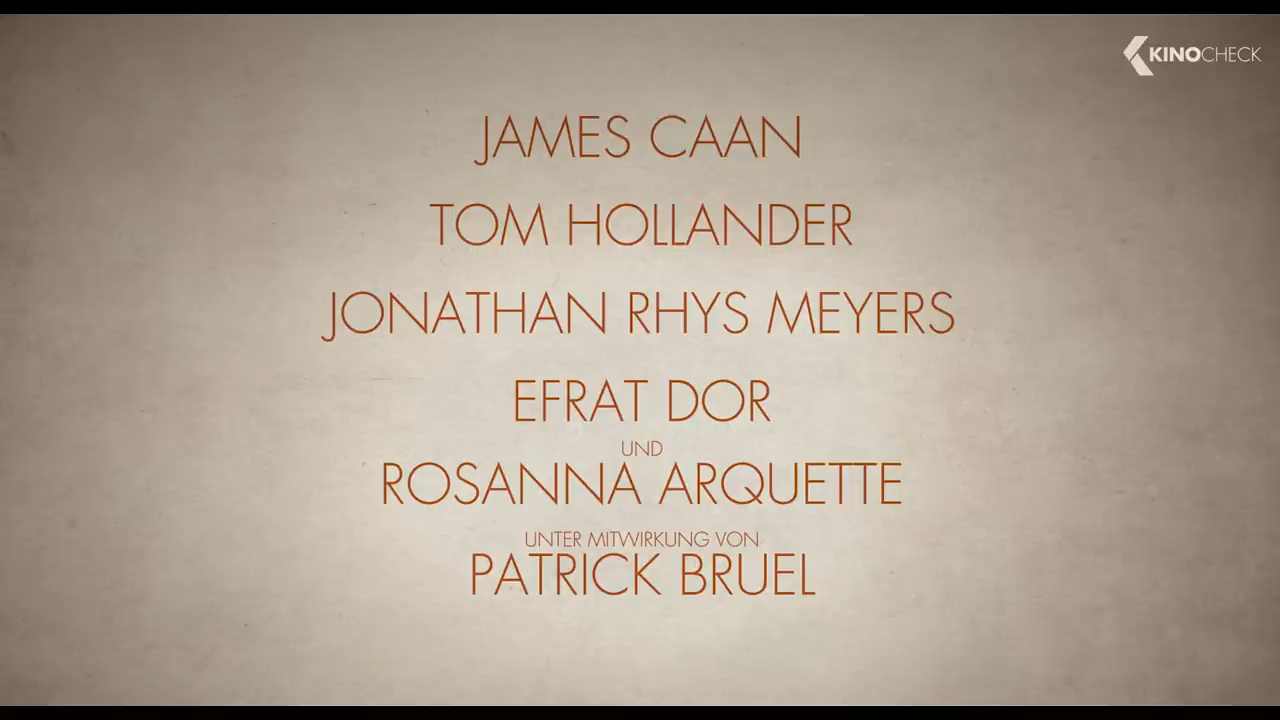 KINOCHECK
JAMES CAAN
TOM HOLLANDER
JONATHAN RHYS MEYERS
EFRAT DOR
UND
ROSANNA ARQUETTE
UNTER MITWIRKUNG VON
PATRICK BRUEL